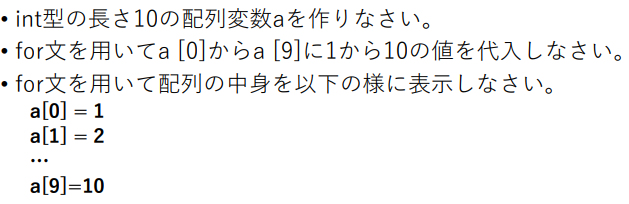 • int型の長さ10の配列変数aを作りなさい。
• for文を用いてa [0]からa [9]に1から10の値を代入しなさい。
• for文を用いて配列の中身を以下の様に表示しなさい。
a[0] = 1
a[1] = 2
…
a[9]=10